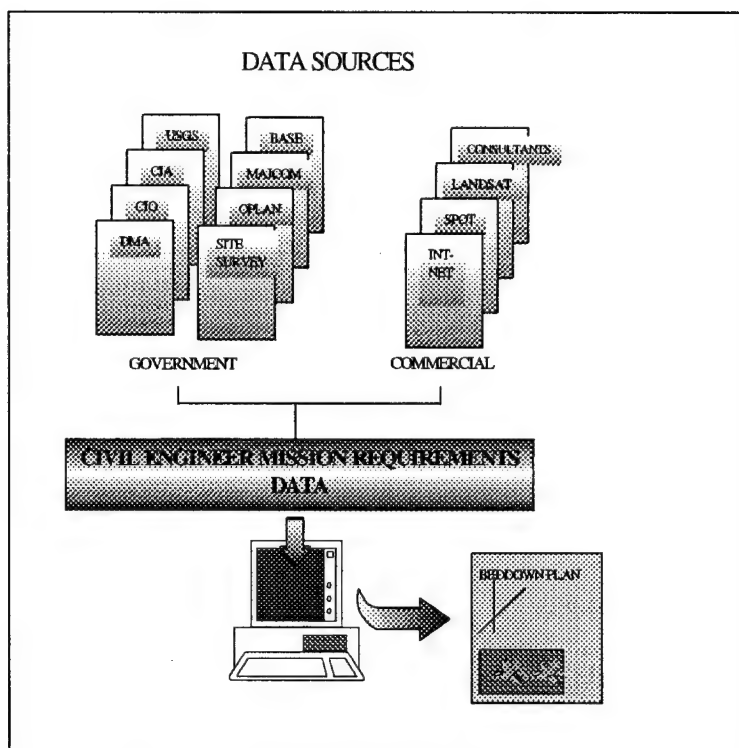 DATA SOURCES
USGS
CIA
CIO
DMA
BASE
MAJCOM
OPLAN
SITE
SURVEY
CONSULTANTS
LANDSAT
SPOT
INT-
NET
GOVERNMENT
COMMERCIAL
CIVIL ENGINEER MISSION REQUIREMENTS
DATA
BEDDOWN PLAN